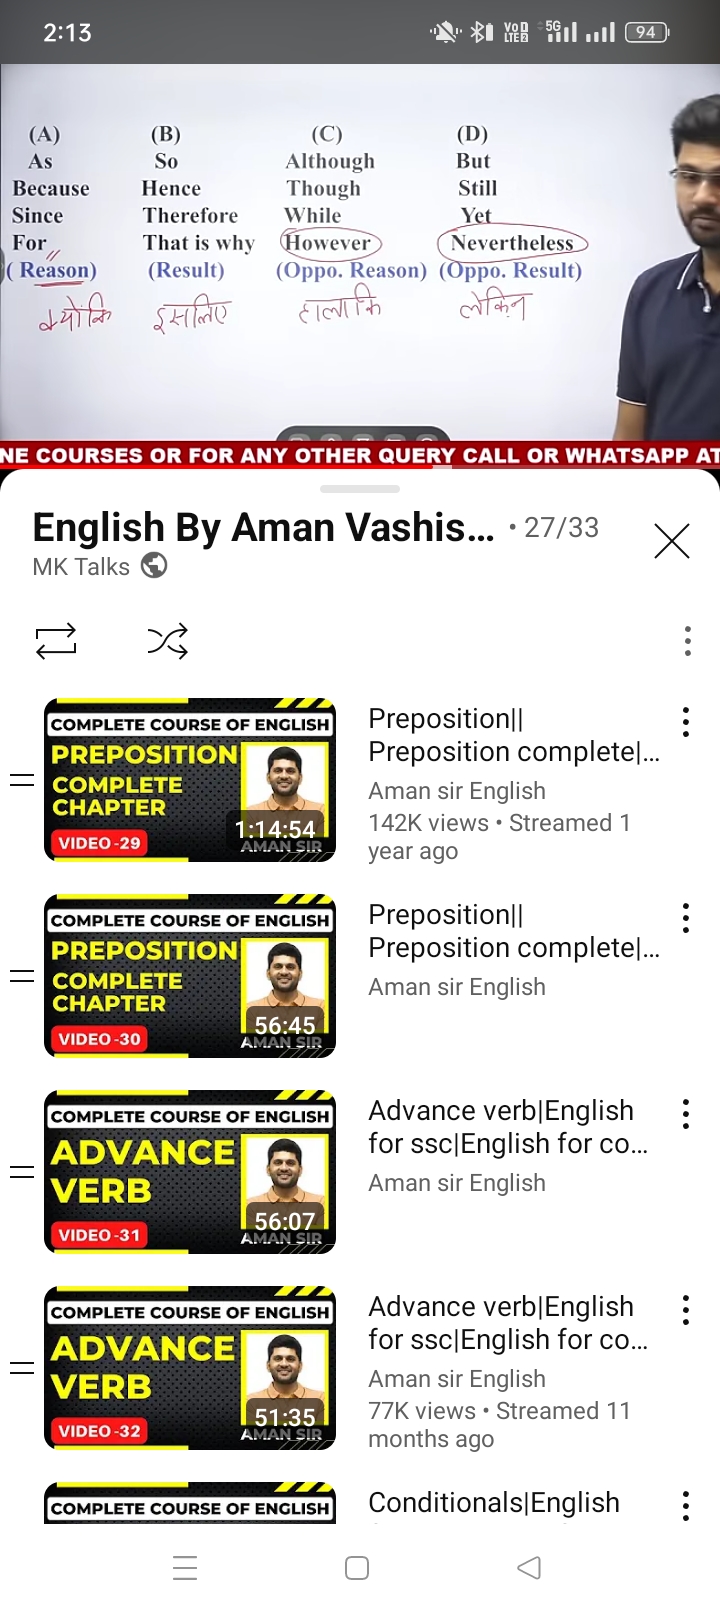 2:13
VoD
LTE2
5G
94
(A) (B) (C) (D)
As So Although But
Because Hence Though Still
Since Therefore While Yet
For That is why However Nevertheless
(Reason) (Result) (Oppo. Reason) (Oppo. Result)
क्योंकि इसलिए हालाकि लेकिन
NE COURSES OR FOR ANY OTHER QUERY CALL OR WHATSAPP AT
English By Aman Vashis... • 27/33
MK Talks
COMPLETE COURSE OF ENGLISH
PREPOSITION
COMPLETE
CHAPTER
VIDEO -29
1:14:54
AMAN SIR
Preposition||
Preposition complete|...
Aman sir English
142K views • Streamed 1
year ago
COMPLETE COURSE OF ENGLISH
PREPOSITION
COMPLETE
CHAPTER
VIDEO -30
56:45
AMAN SIR
Preposition||
Preposition complete|...
Aman sir English
COMPLETE COURSE OF ENGLISH
ADVANCE
VERB
VIDEO -31
56:07
AMAN SIR
Advance verb|English
for ssc|English for co...
Aman sir English
COMPLETE COURSE OF ENGLISH
ADVANCE
VERB
VIDEO -32
51:35
AMAN SIR
Advance verb|English
for ssc|English for co...
Aman sir English
77K views • Streamed 11
months ago
COMPLETE COURSE OF ENGLISH
Conditionals|English